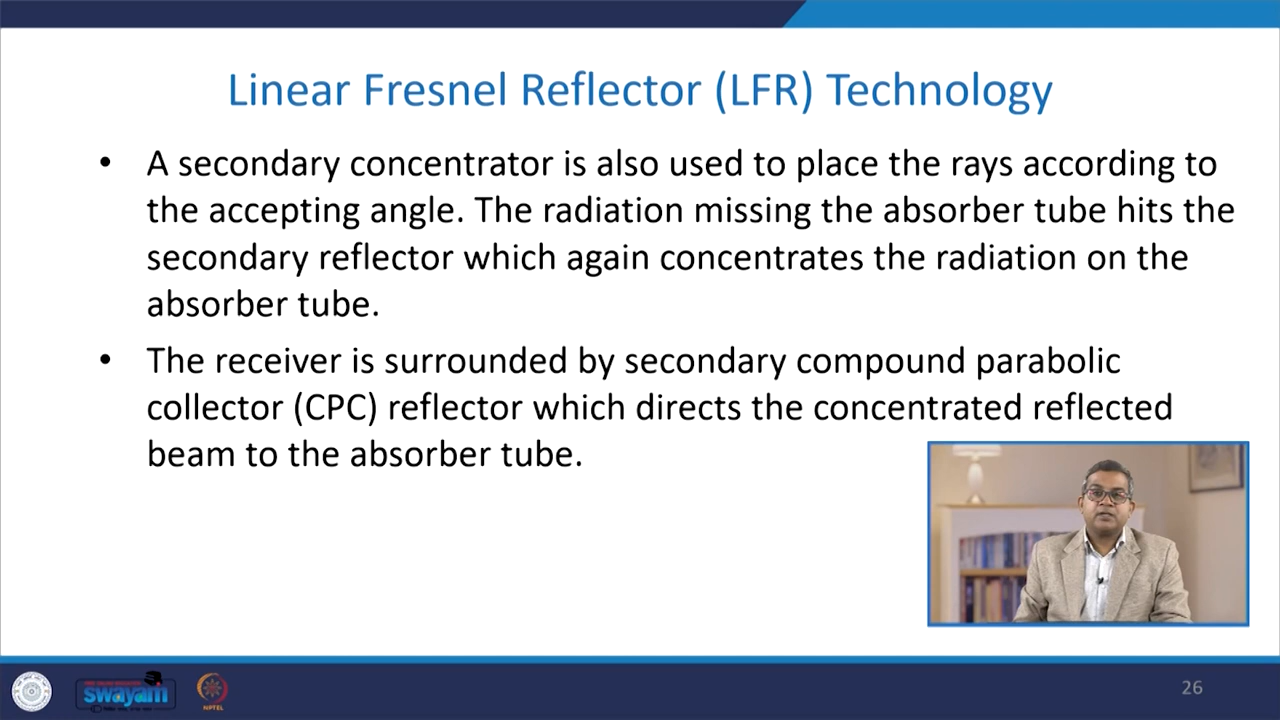 Linear Fresnel Reflector (LFR) Technology
• A secondary concentrator is also used to place the rays according to
the accepting angle. The radiation missing the absorber tube hits the
secondary reflector which again concentrates the radiation on the
absorber tube.
• The receiver is surrounded by secondary compound parabolic
collector (CPC) reflector which directs the concentrated reflected
beam to the absorber tube.
swayam
NPTEL
26